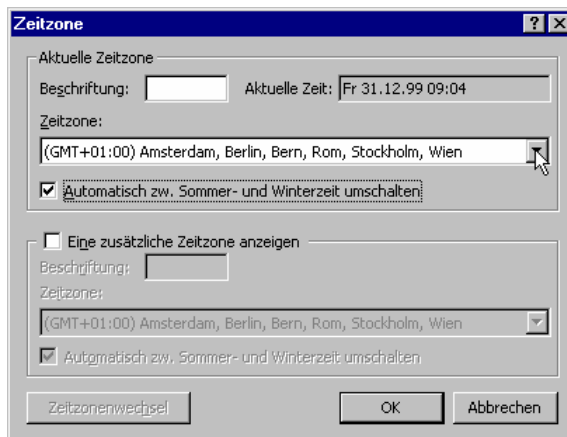 Zeitzone
Aktuelle Zeitzone
Beschriftung: Aktuelle Zeit: Fr 31.12.99 09:04
Zeitzone:
(GMT+01:00) Amsterdam, Berlin, Bern, Rom, Stockholm, Wien
Automatisch zw. Sommer- und Winterzeit umschalten
Eine zusätzliche Zeitzone anzeigen
Beschriftung:
Zeitzone:
(GMT+01:00) Amsterdam, Berlin, Bern, Rom, Stockholm, Wien
Automatisch zw. Sommer- und Winterzeit umschalten
Zeitzonenwechsel OK Abbrechen